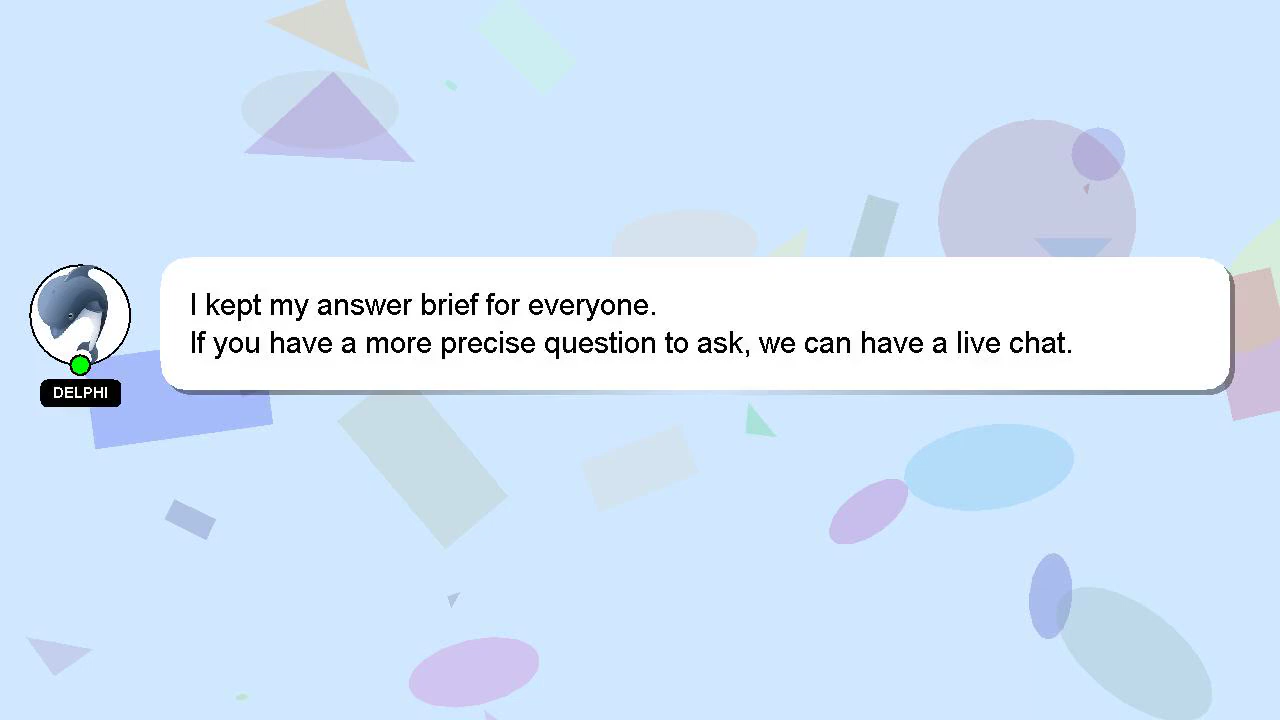 I kept my answer brief for everyone.
If you have a more precise question to ask, we can have a live chat.
DELPHI